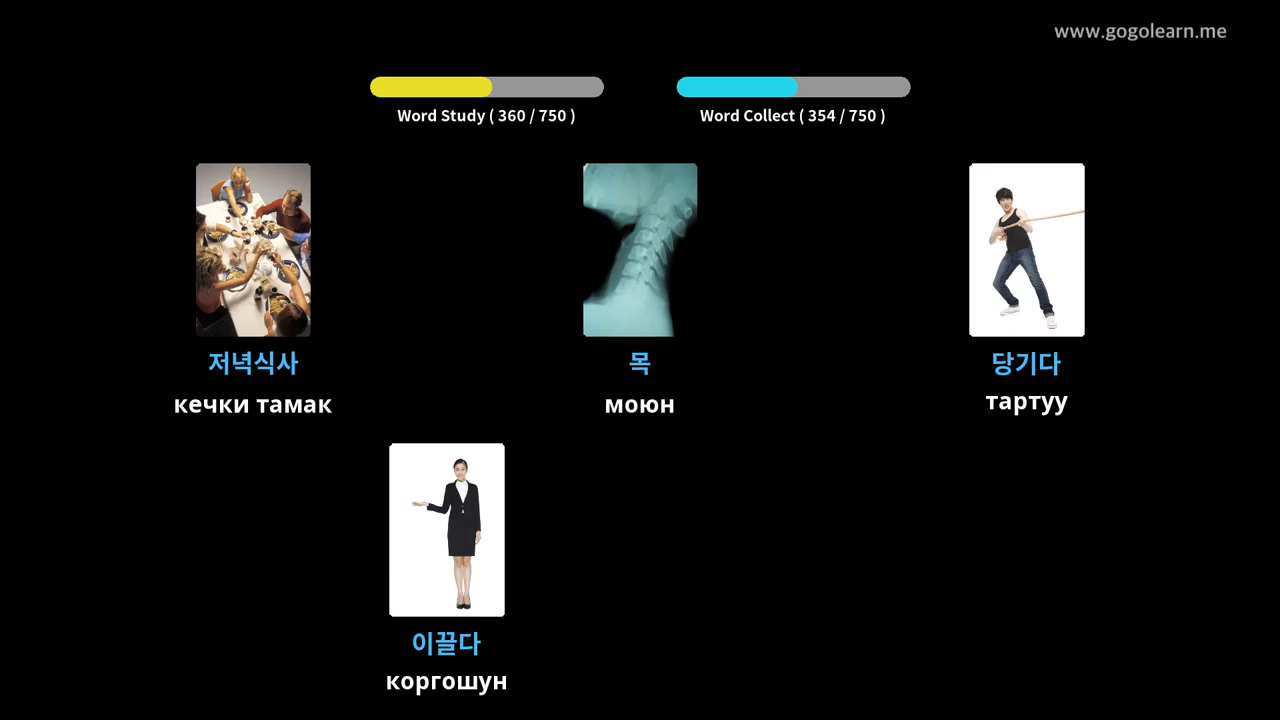 www.gogolearn.me
Word Study ( 360 / 750 )
Word Collect ( 354 / 750 )
저녁식사
кечки тамак
목
моюн
당기다
тартуу
이끌다
коргошун